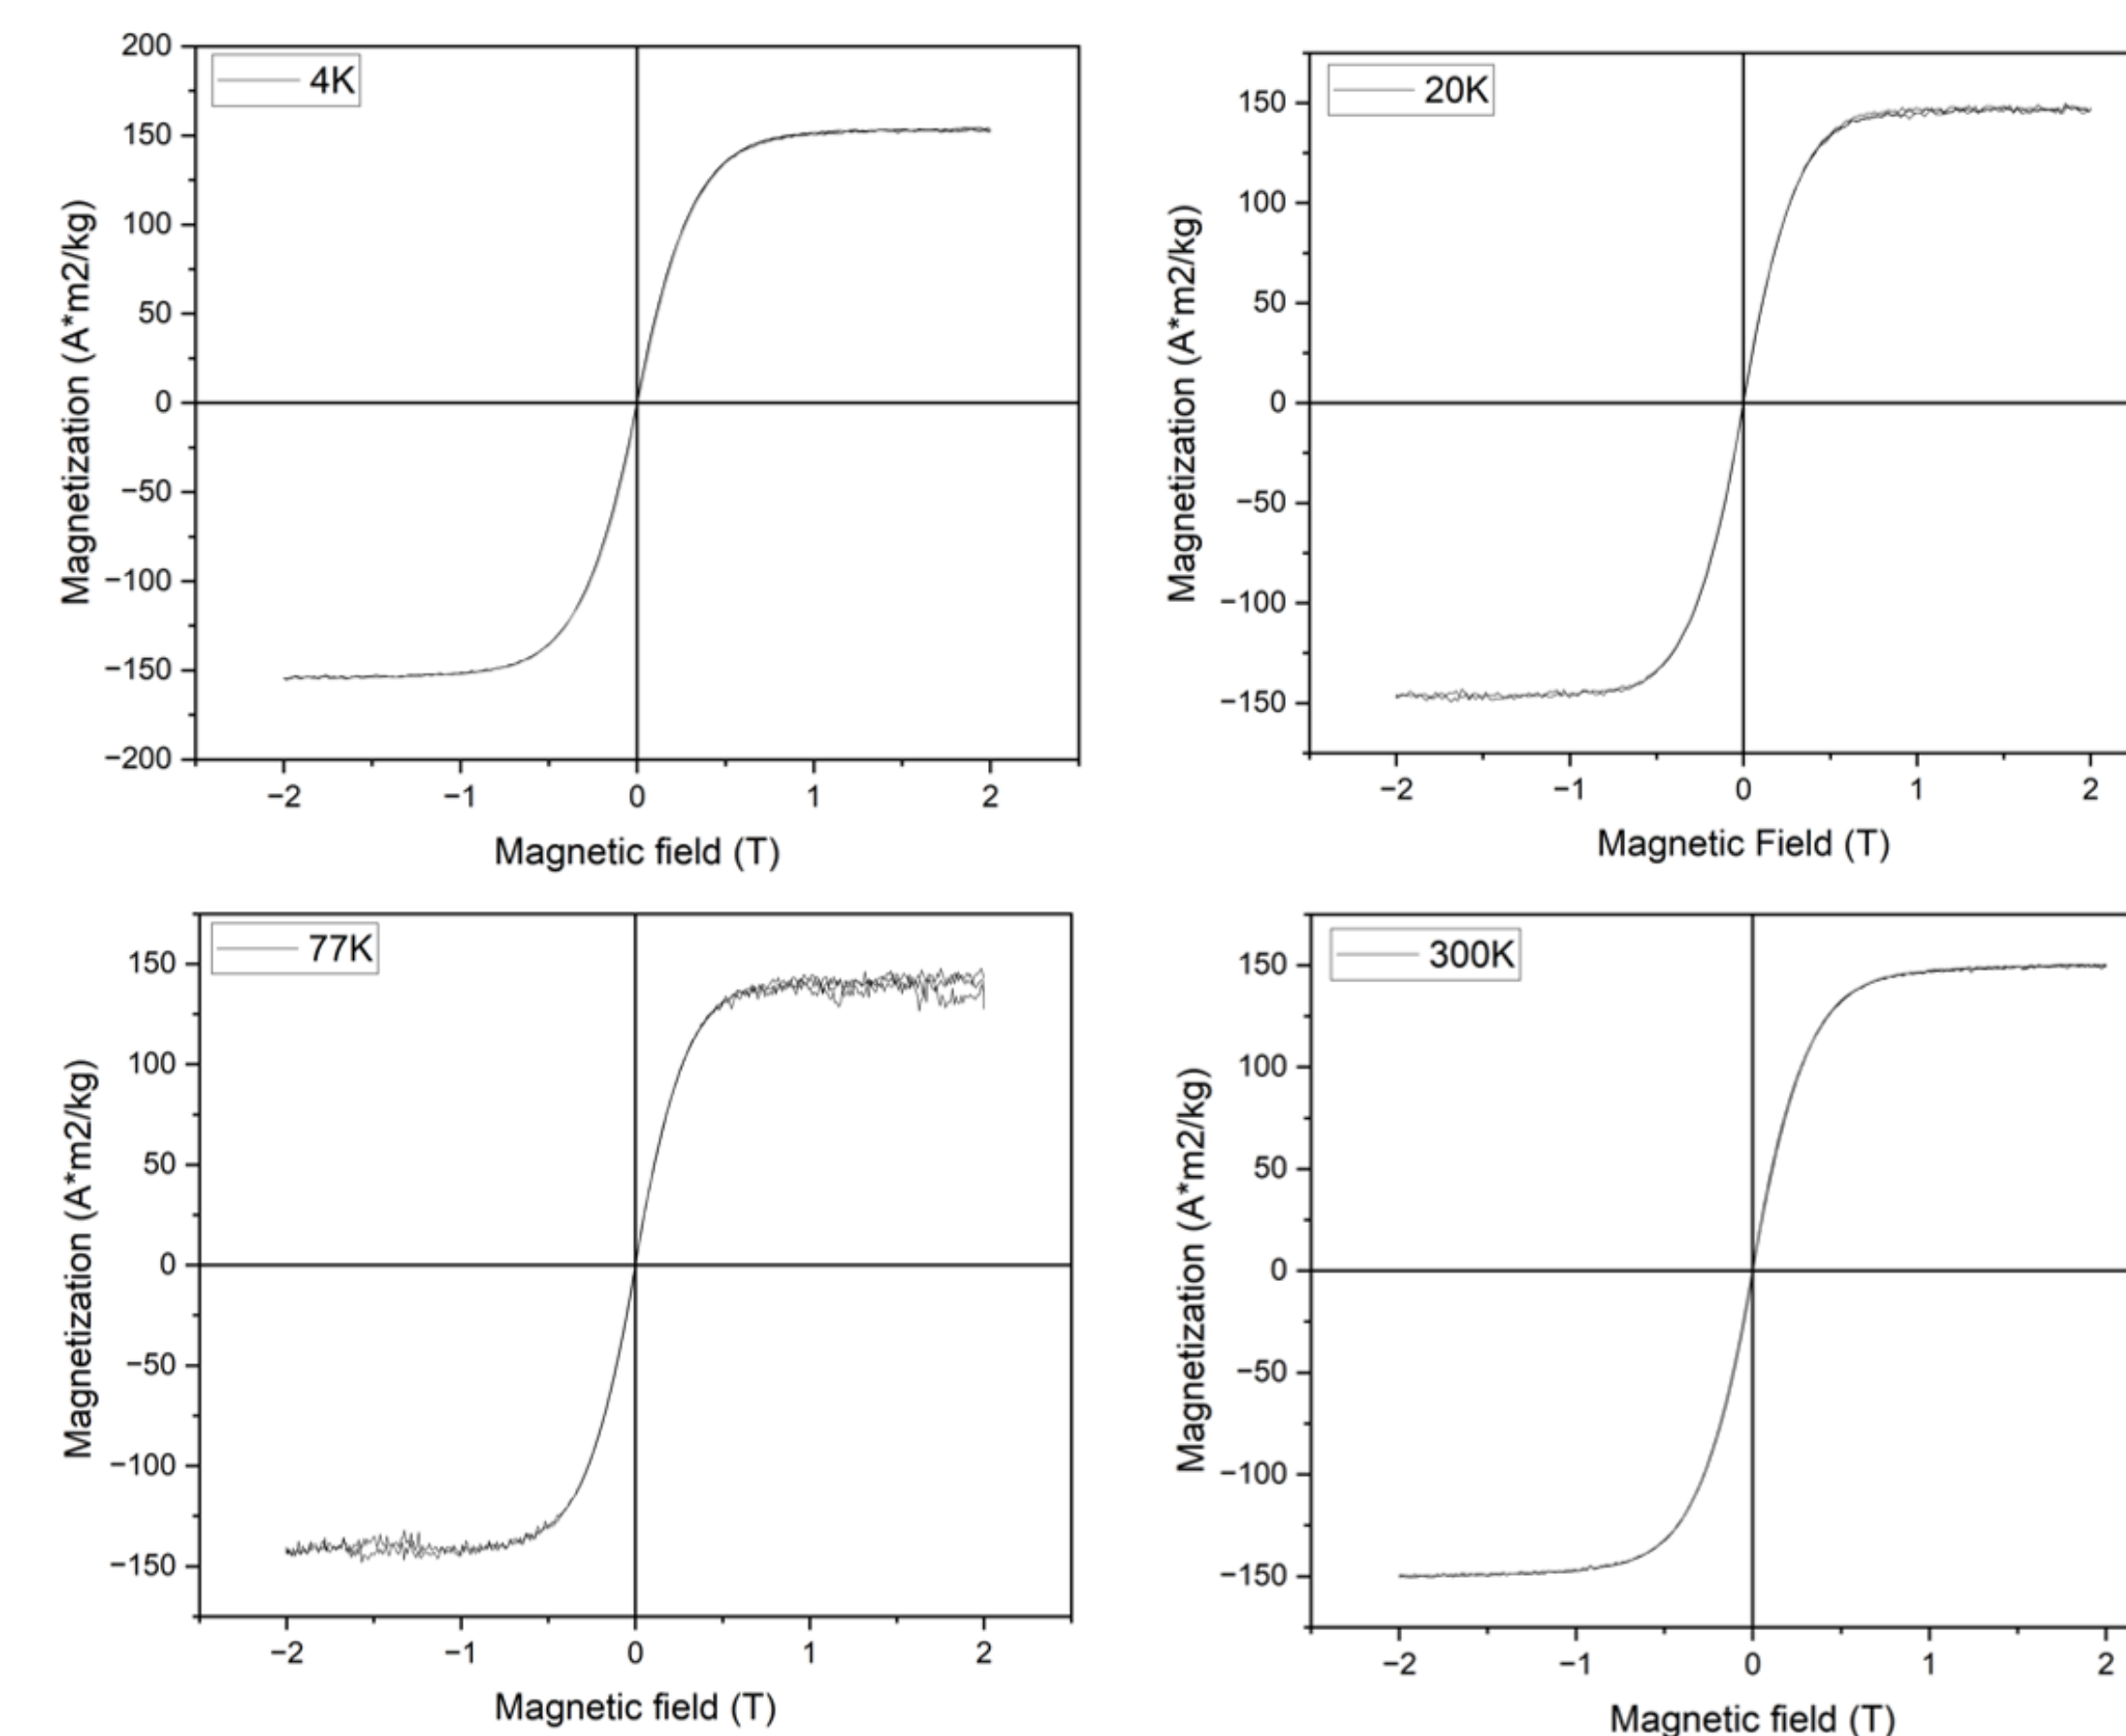 4K
200
150
100
50
0
−50
−100
−150
−200
−2 −1 0 1 2
Magnetization (A*m2/kg)
Magnetic field (T)
20K
150
100
50
0
−50
−100
−150
−2 −1 0 1 2
Magnetization (A*m2/kg)
Magnetic Field (T)
77K
150
100
50
0
−50
−100
−150
−2 −1 0 1 2
Magnetization (A*m2/kg)
Magnetic field (T)
300K
150
100
50
0
−50
−100
−150
−2 −1 0 1 2
Magnetization (A*m2/kg)
Magnetic field (T)